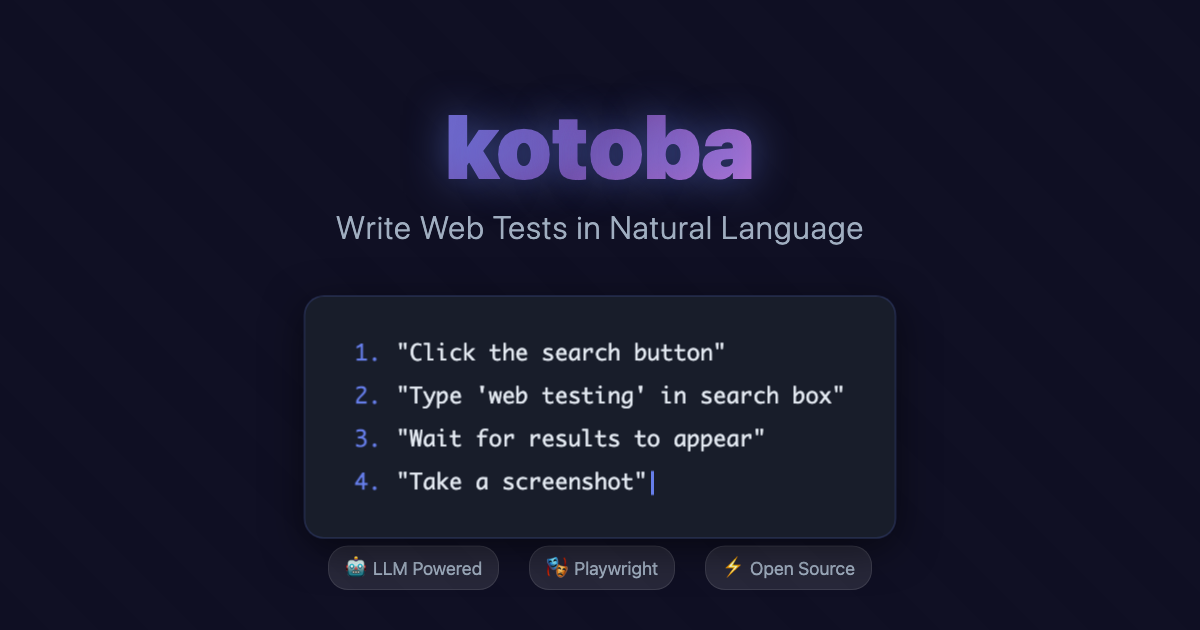 kotoba
Write Web Tests in Natural Language
1. "Click the search button"
2. "Type 'web testing' in search box"
3. "Wait for results to appear"
4. "Take a screenshot"
🤖 LLM Powered
🎭 Playwright
⚡ Open Source